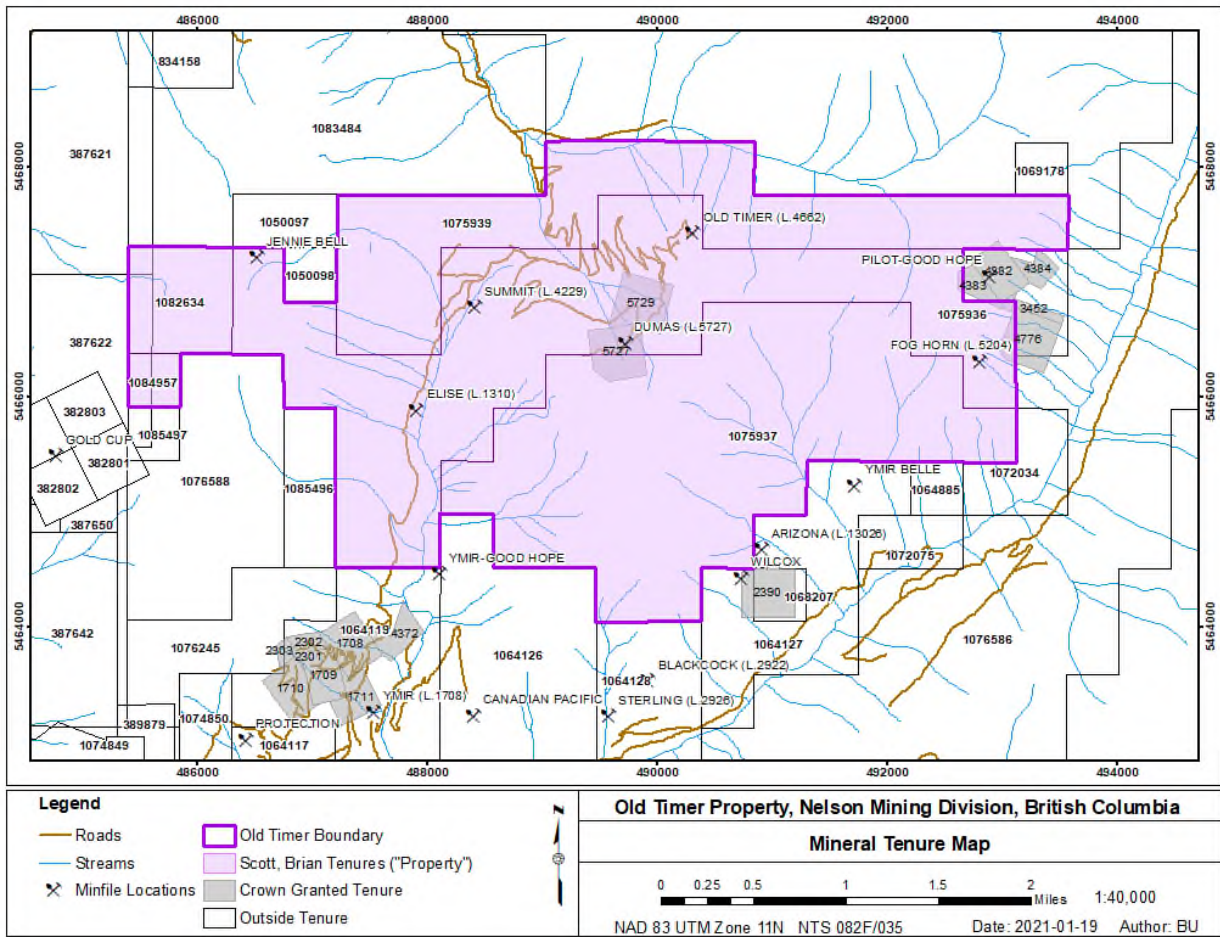 486000 488000 490000 492000 494000
834158
1083484
387621
5468000
5468000
1069178
1050097
1075939
OLD TIMER (L.4662)
JENNIE BELL
PILOT-GOOD HOPE
1050098
4882 4384
4383
1082634
SUMMIT (L.4229)
5729
3452
1075936
DUMAS (L.5727)
387622
5727
FOG HORN (L.5204)
4776
1084957
5466000
5466000
382803
ELISE (L.1310)
GOLD CUP
1085497
1075937
382801
1076588
YMIR BELLE
1072034
382802
1085496
1064885
387650
ARIZONA (L.13026)
YMIR-GOOD HOPE
WILCOX
1072075
2390 1068207
5464000
5464000
387642
1064119 4372
2302 1708
2303 2301
1076245
1064127
1076586
1064126
1709
BLACKCOCK (L.2922)
1710
1064128
1711 YMIR (L.1708)
CANADIAN PACIFIC
STERLING (L.2926)
389879
1074850
PROTECTION
1074849
1064117
486000 488000 490000 492000 494000
Legend
Roads
Streams
Minfile Locations
Old Timer Boundary
Scott, Brian Tenures ("Property")
Crown Granted Tenure
Outside Tenure
N
Old Timer Property, Nelson Mining Division, British Columbia
Mineral Tenure Map
0 0.25 0.5 1 1.5 2
Miles
1:40,000
NAD 83 UTM Zone 11N NTS 082F/035 Date: 2021-01-19 Author: BU